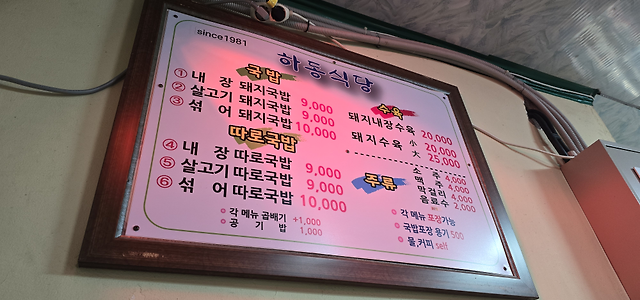 since1981
하동식당
국밥
① 내 장 돼지국밥 9,000
② 살고기 돼지국밥 9,000
③ 섞 어 돼지국밥 10,000
따로국밥
④ 내 장 따로국밥 9,000
⑤ 살고기 따로국밥 9,000
⑥ 섞 어 따로국밥 10,000
각 메뉴 곱배기 +1,000
공 기 밥 1,000
수육
돼지내장수육 20,000
돼지수육 小 20,000
大 25,000
주류
소 주 4,000
맥 주 4,000
막걸리 4,000
음료수 2,000
각 메뉴 포장가능
국밥포장 용기 500
물,커피 self